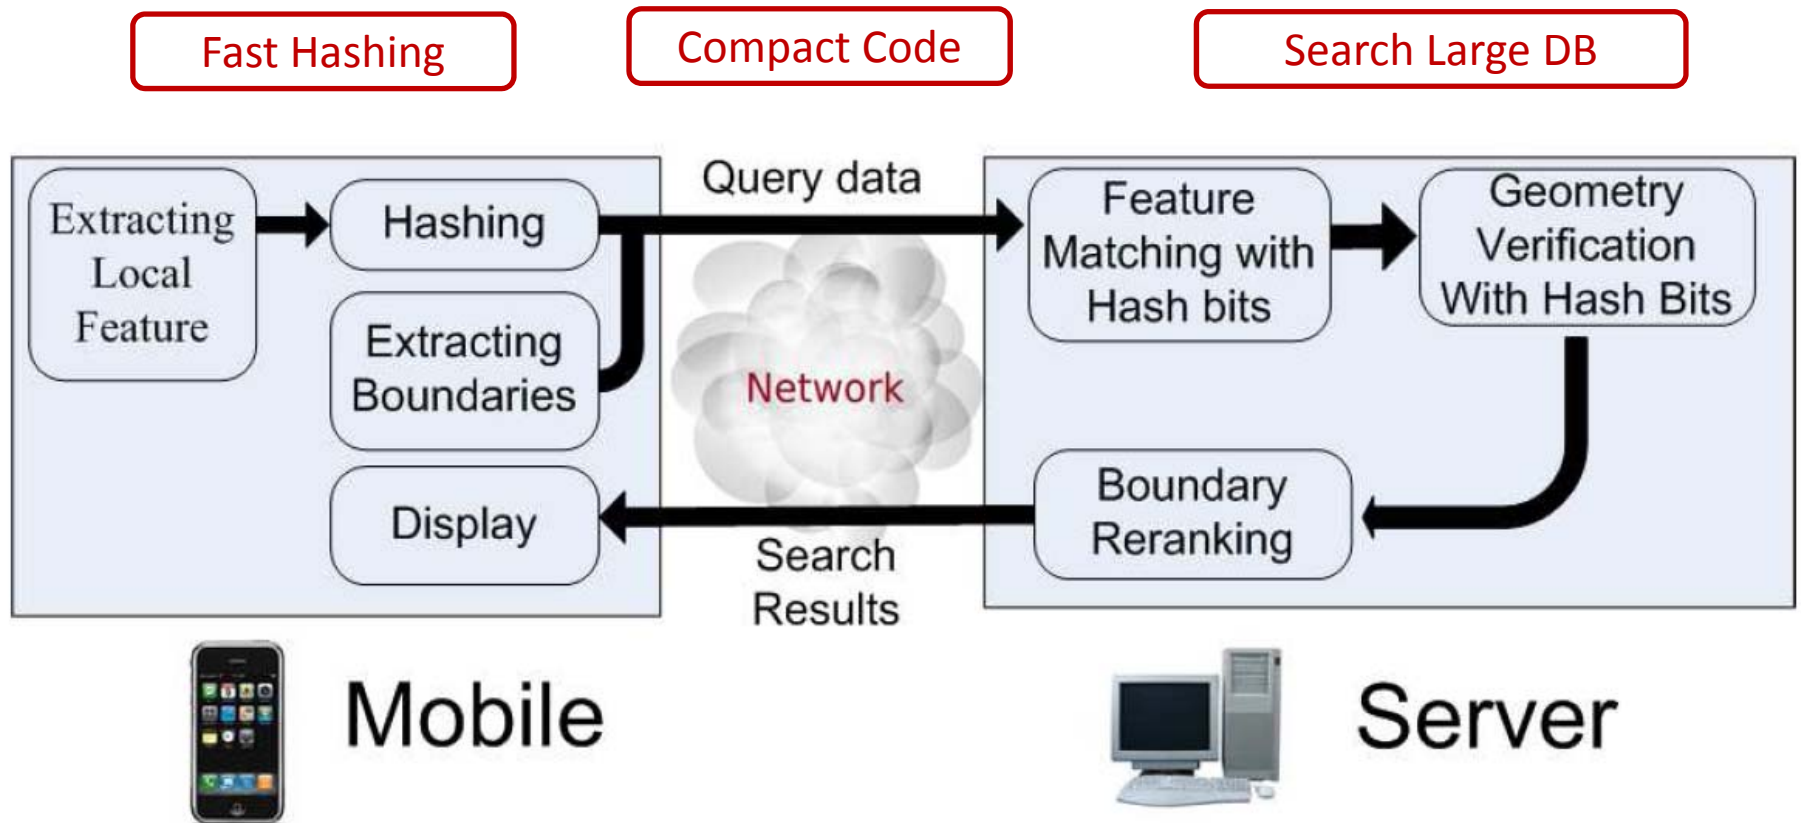 Fast Hashing
Compact Code
Search Large DB
Extracting
Local
Feature
Hashing
Extracting
Boundaries
Display
Query data
Network
Search
Results
Feature
Matching with
Hash bits
Geometry
Verification
With Hash Bits
Boundary
Reranking
Mobile
Server